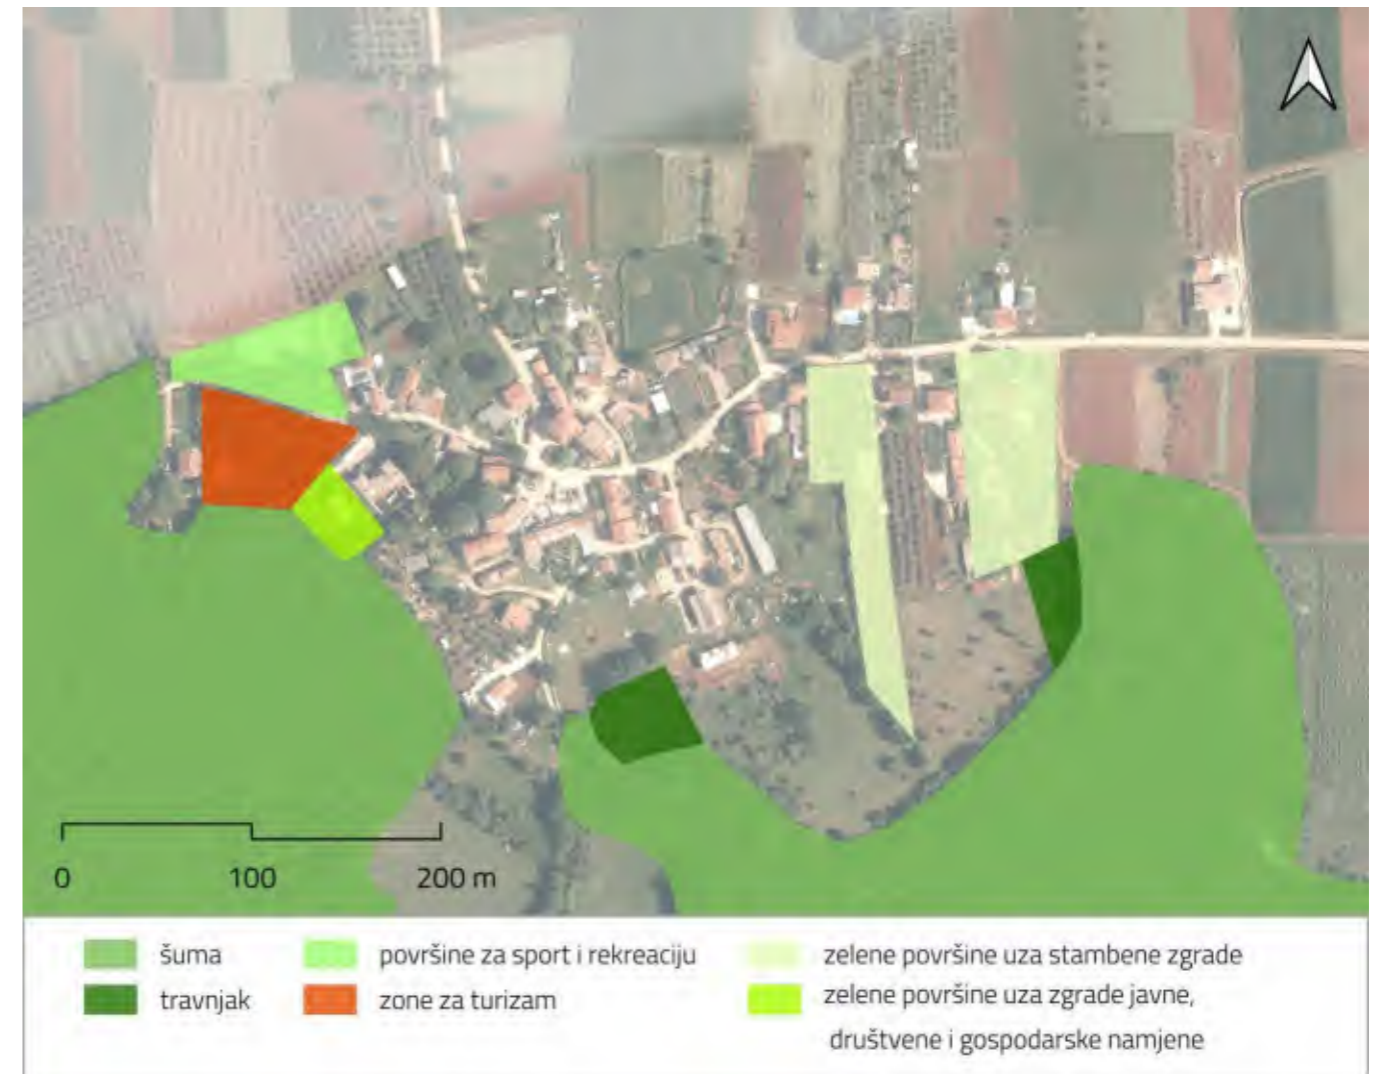 0 100 200 m
šuma
površine za sport i rekreaciju
zelene površine uza stambene zgrade
travnjak
zone za turizam
zelene površine uza zgrade javne,
društvene i gospodarske namjene